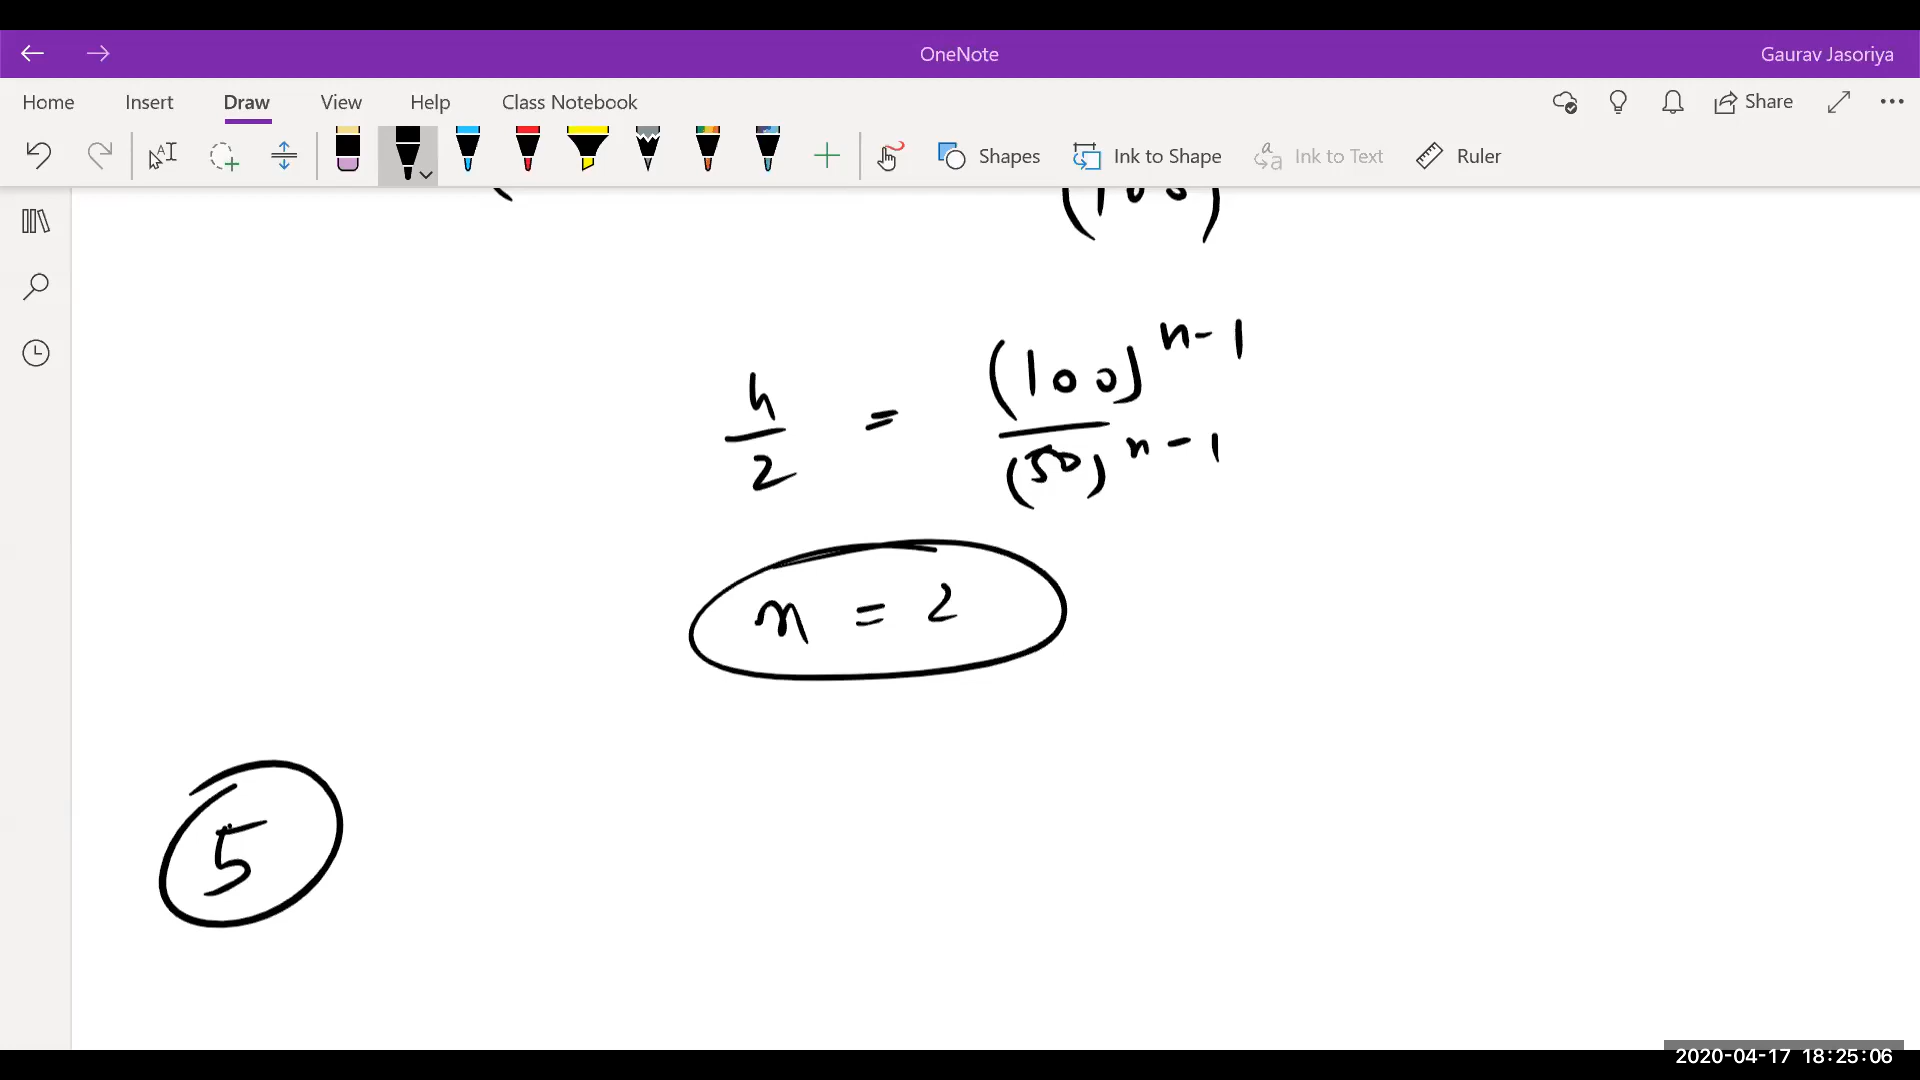 OneNote
Gaurav Jasoriya
Home Insert Draw View Help Class Notebook Share
Shapes Ink to Shape Ink to Text Ruler
(100)
4/2 = (100)^n-1/(50)^n-1
n = 2
5
2020-04-17 18:25:06